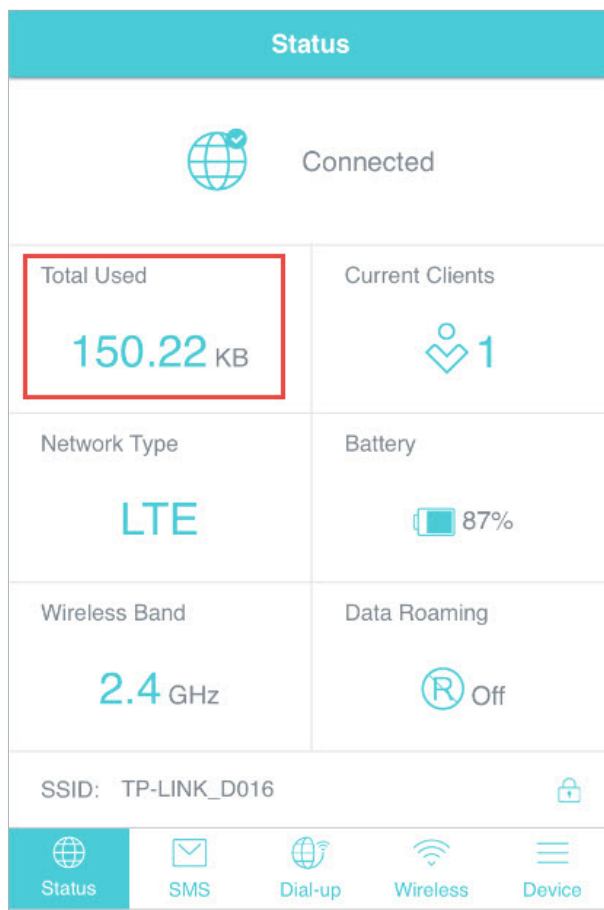 Status
Connected
Total Used
Current Clients
150.22 KB
1
Network Type
Battery
LTE
87%
Wireless Band
Data Roaming
2.4 GHz
R Off
SSID: TP-LINK_D016
Status
SMS
Dial-up
Wireless
Device